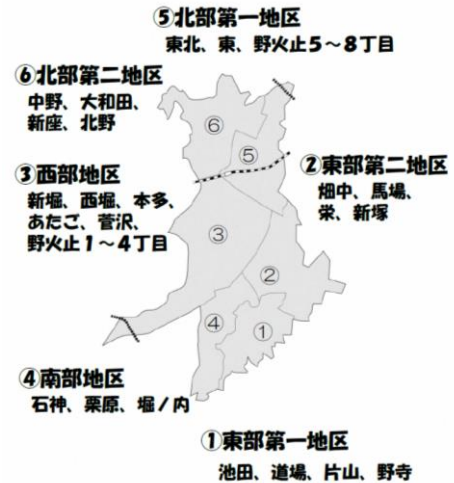 ⑤北部第一地区
東北、東、野火止5～8丁目
⑥北部第二地区
中野、大和田、
新座、北野
③西部地区
新堀、西堀、本多、
あたご、菅沢、
野火止1～4丁目
②東部第二地区
畑中、馬場、
栄、新塚
⑥
⑤
③
②
④
①
④南部地区
石神、栗原、堀ノ内
①東部第一地区
池田、道場、片山、野寺